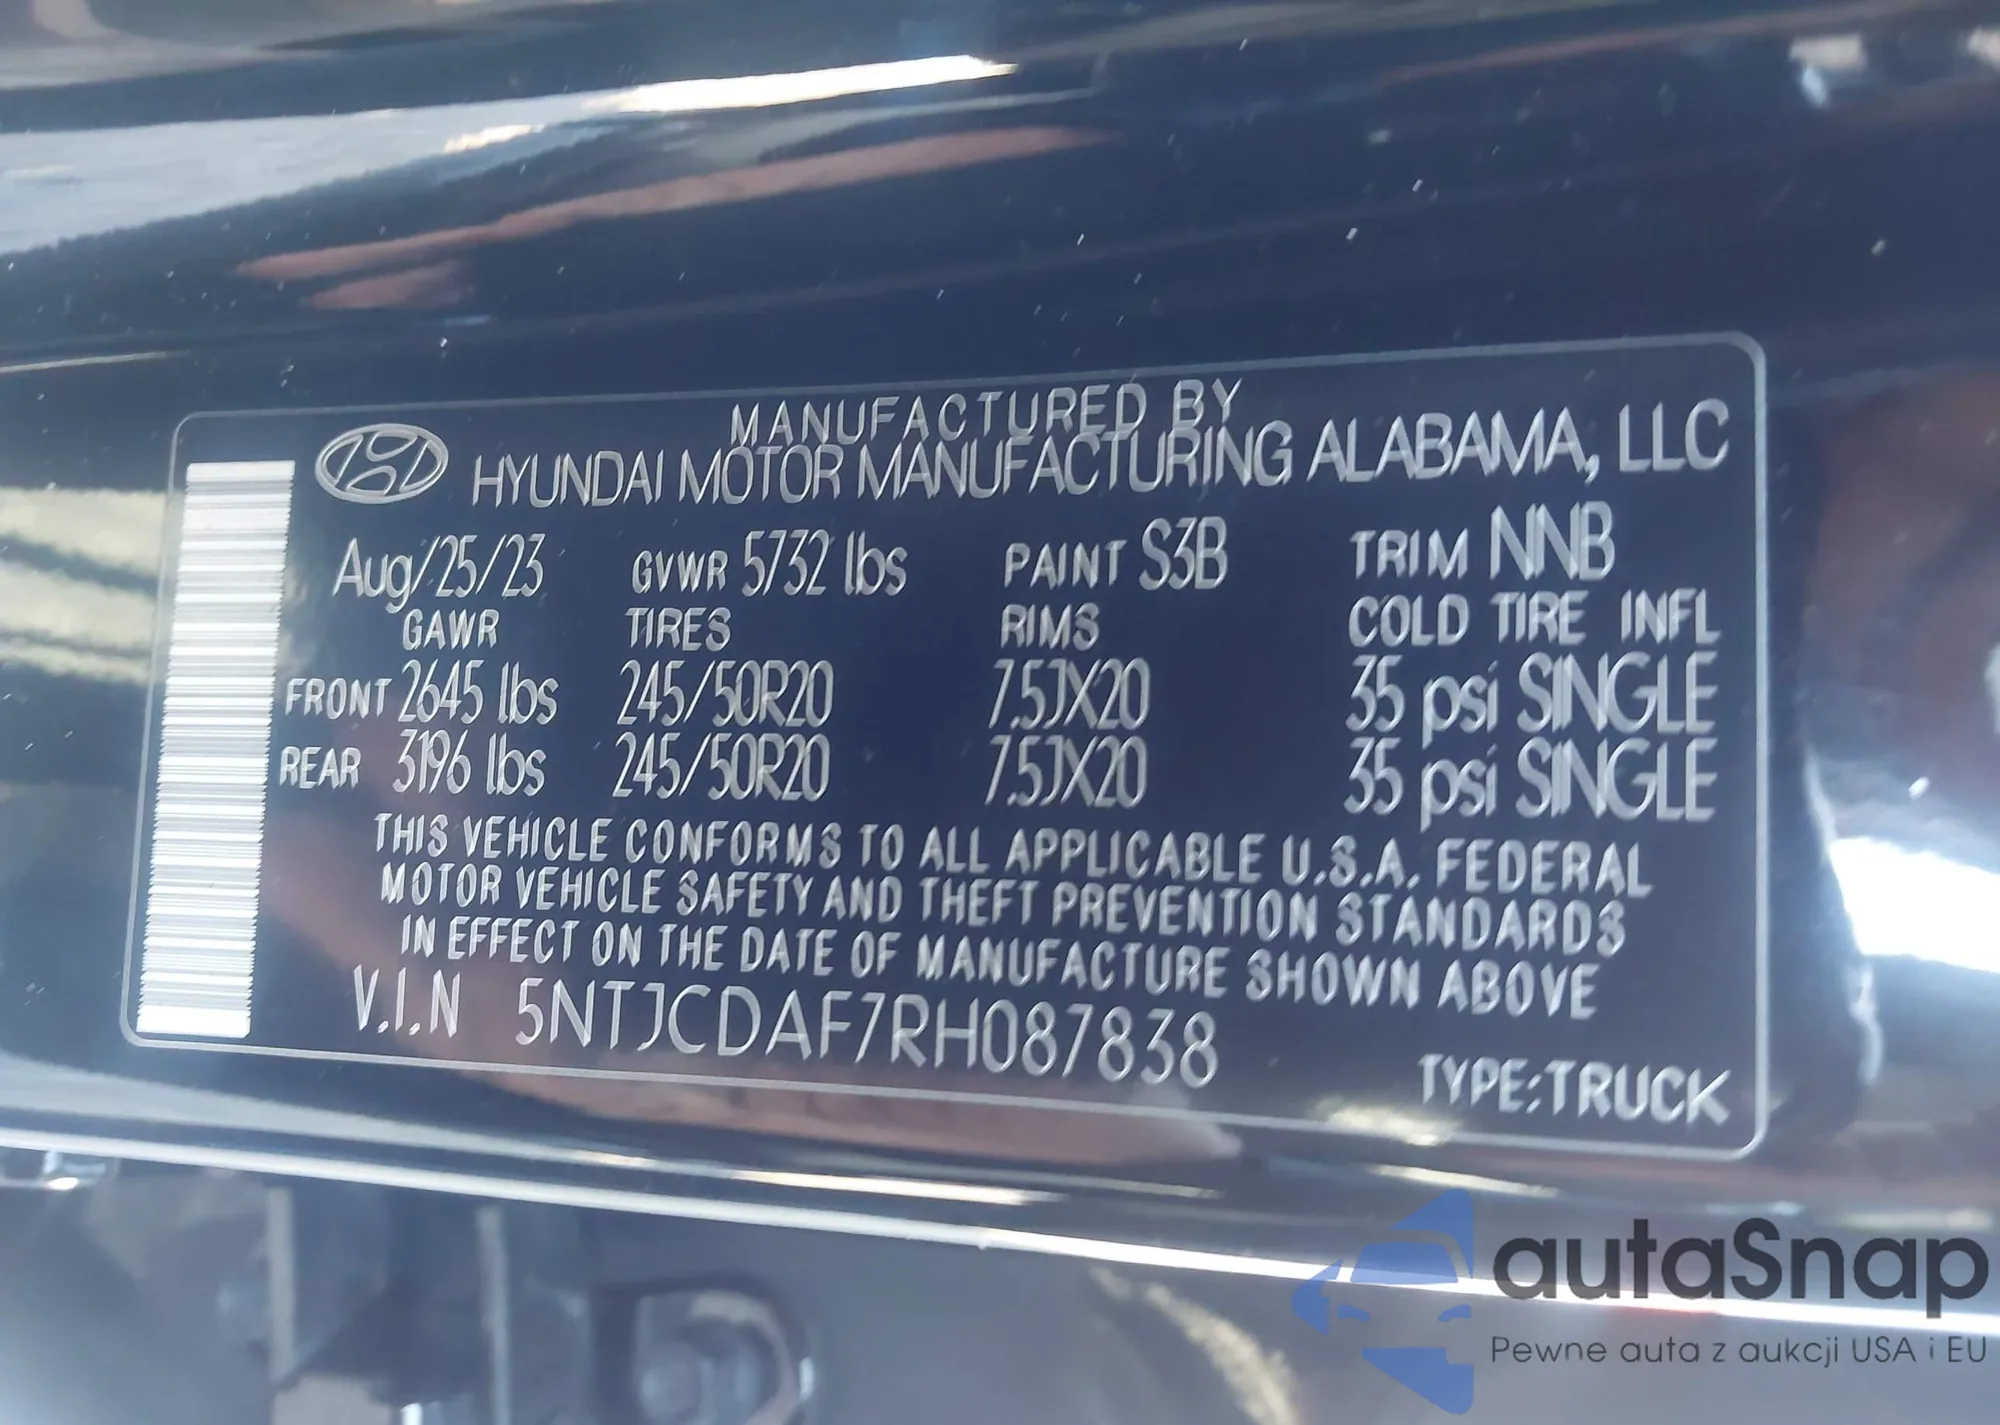 MANUFACTURED BY
HYUNDAI MOTOR MANUFACTURING ALABAMA, LLC
Aug/25/23 GVWR 5732 lbs PAINT S3B TRIM NNB
GAWR TIRES RIMS COLD TIRE INFL
FRONT 2645 lbs 245/50R20 7.5JX20 35 psi SINGLE
REAR 3196 lbs 245/50R20 7.5JX20 35 psi SINGLE
THIS VEHICLE CONFORMS TO ALL APPLICABLE U.S.A. FEDERAL
MOTOR VEHICLE SAFETY AND THEFT PREVENTION STANDARDS
IN EFFECT ON THE DATE OF MANUFACTURE SHOWN ABOVE
V.I.N 5NTJCDAF7RH087838
TYPE:TRUCK
autaSnap
Pewne auta z aukcji USA i EU